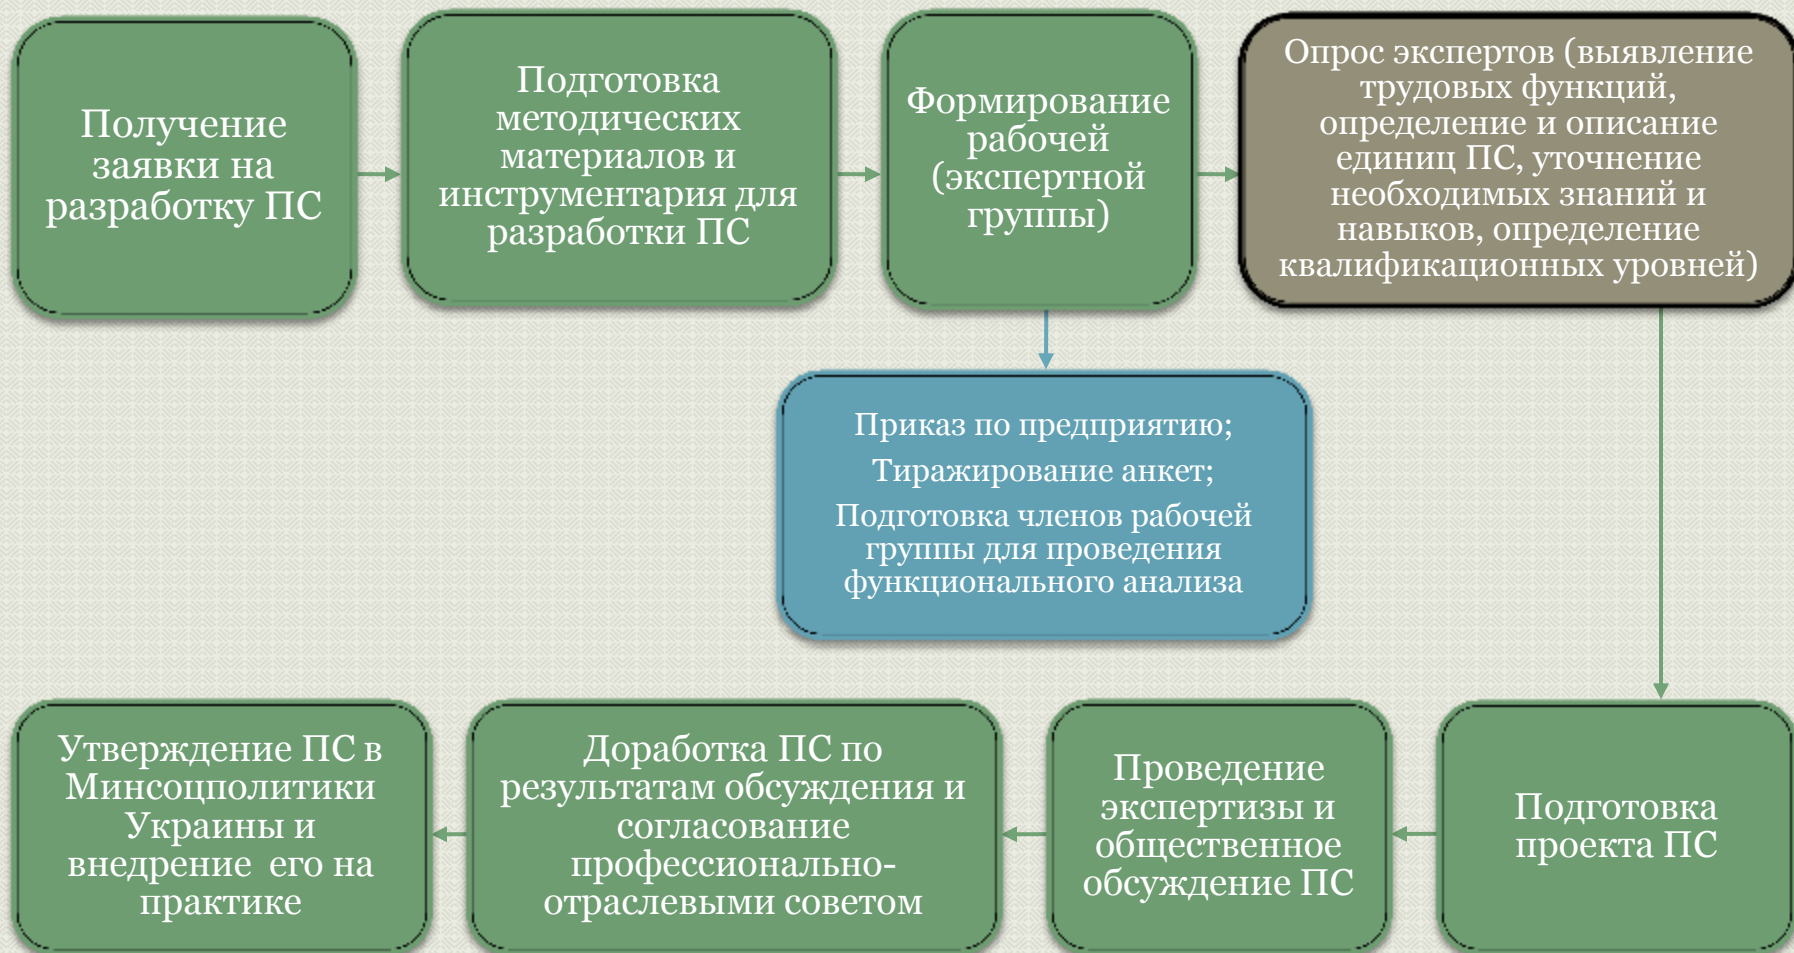 Получение
заявки на
разработку ПС
Подготовка
методических
материалов и
инструментария для
разработки ПС
Формирование
рабочей
(экспертной
группы)
Опрос экспертов (выявление
трудовых функций,
определение и описание
единиц ПС, уточнение
необходимых знаний и
навыков, определение
квалификационных уровней)
Приказ по предприятию;
Тиражирование анкет;
Подготовка членов рабочей
группы для проведения
функционального анализа
Подготовка
проекта ПС
Проведение
экспертизы и
общественное
обсуждение ПС
Доработка ПС по
результатам обсуждения и
согласование
профессионально-
отраслевыми советом
Утверждение ПС в
Минсоцполитики
Украины и
внедрение его на
практике